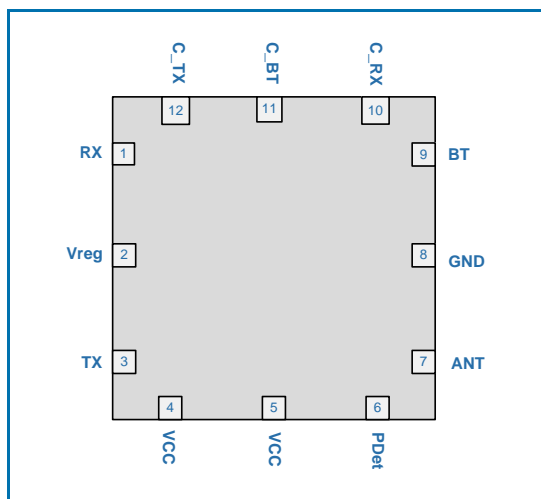 C_TX
C_BT
C_RX
12
11
10
RX
1
9
BT
Vreg
2
8
GND
TX
3
7
ANT
4
5
6
VCC
VCC
PDet